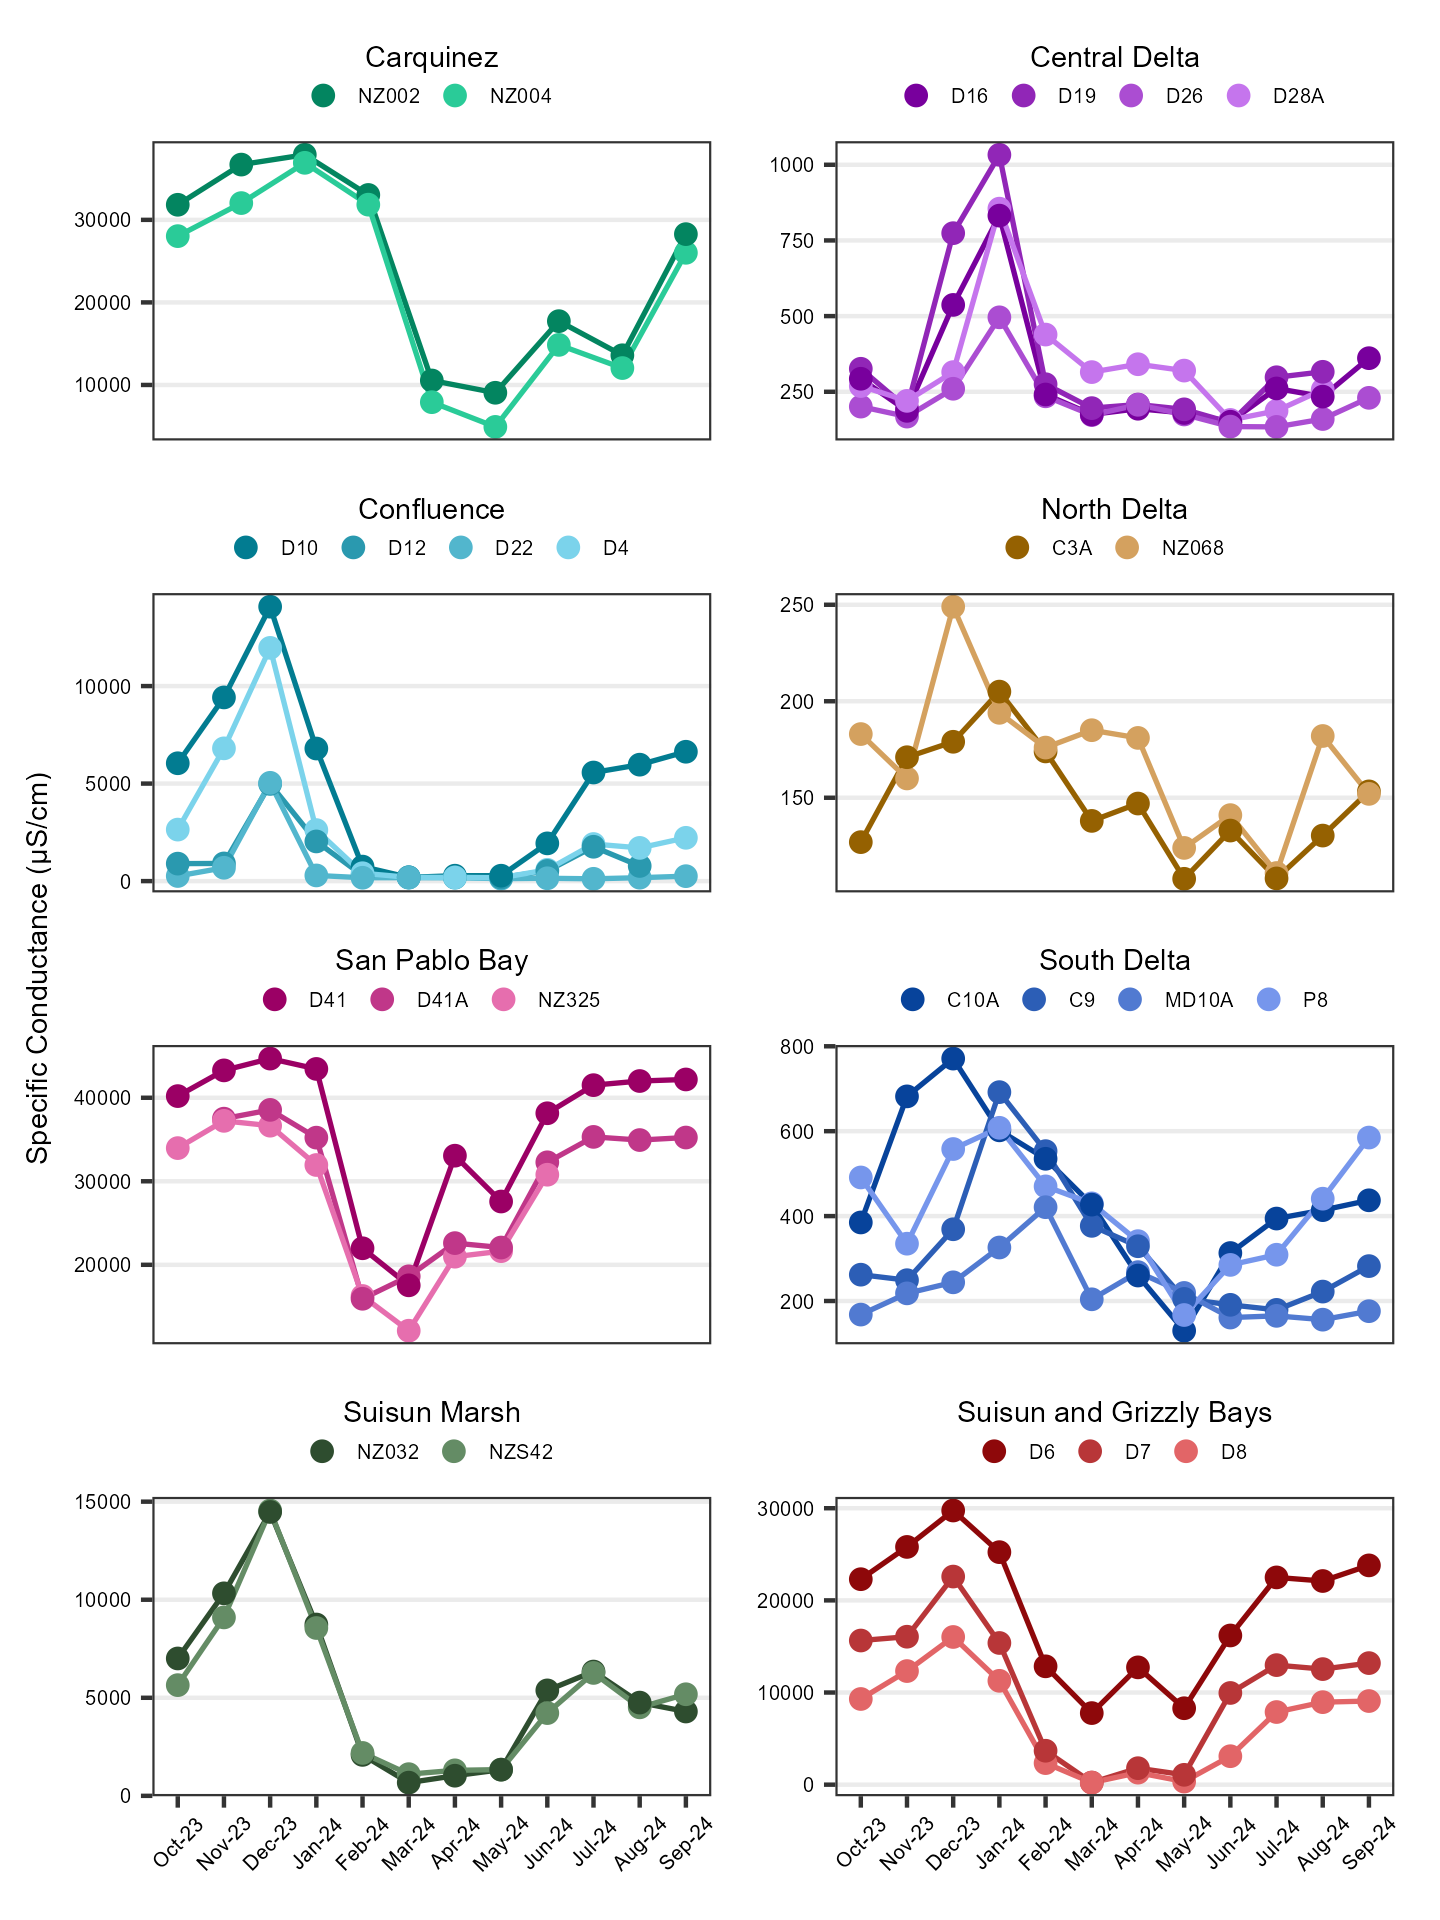 Carquinez
NZ002 NZ004
30000
20000
10000
Central Delta
D16 D19 D26 D28A
1000
750
500
250
Confluence
D10 D12 D22 D4
10000
5000
0
North Delta
C3A NZ068
250
200
150
Specific Conductance (µS/cm)
San Pablo Bay
D41 D41A NZ325
40000
30000
20000
South Delta
C10A C9 MD10A P8
800
600
400
200
Suisun Marsh
NZ032 NZS42
15000
10000
5000
0
Oct-23 Nov-23 Dec-23 Jan-24 Feb-24 Mar-24 Apr-24 May-24 Jun-24 Jul-24 Aug-24 Sep-24
Suisun and Grizzly Bays
D6 D7 D8
30000
20000
10000
0
Oct-23 Nov-23 Dec-23 Jan-24 Feb-24 Mar-24 Apr-24 May-24 Jun-24 Jul-24 Aug-24 Sep-24